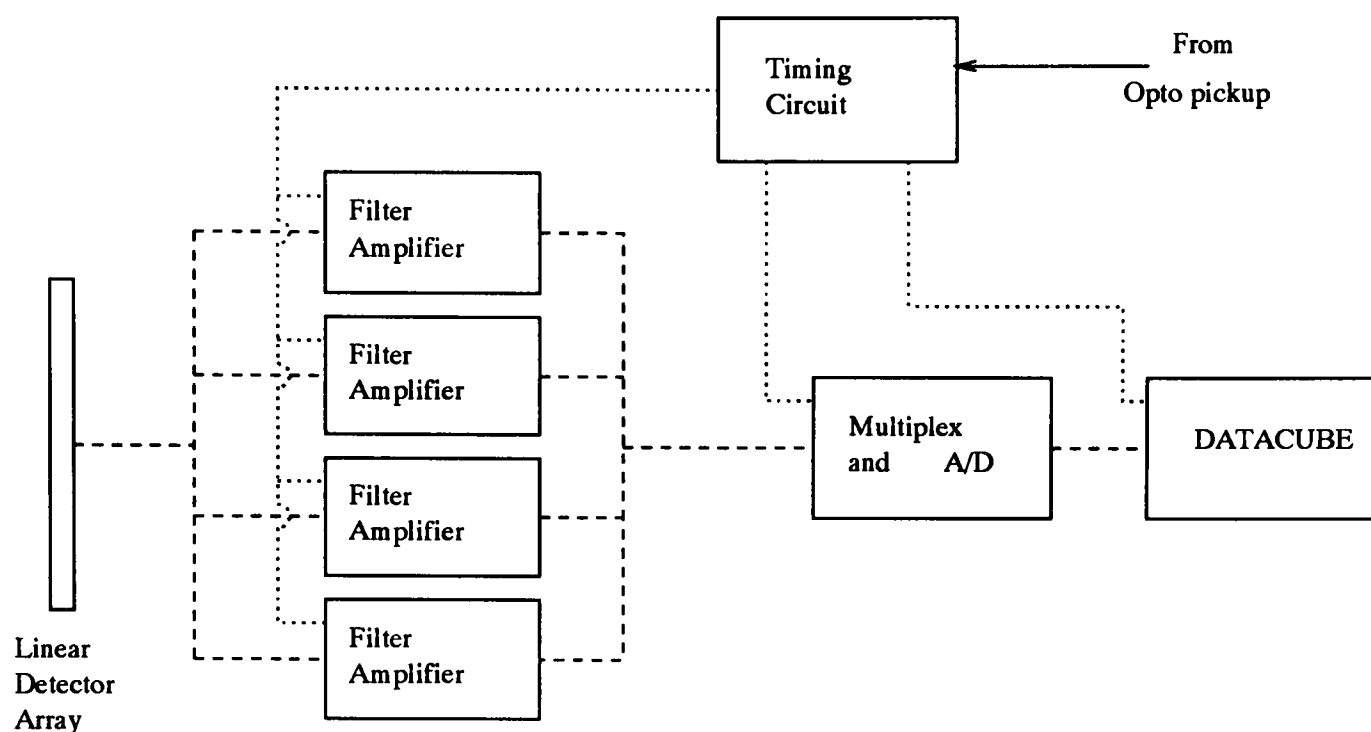 From
Opto pickup
Timing
Circuit
Filter
Amplifier
Filter
Amplifier
Filter
Amplifier
Filter
Amplifier
Multiplex
and A/D
DATACUBE
Linear
Detector
Array